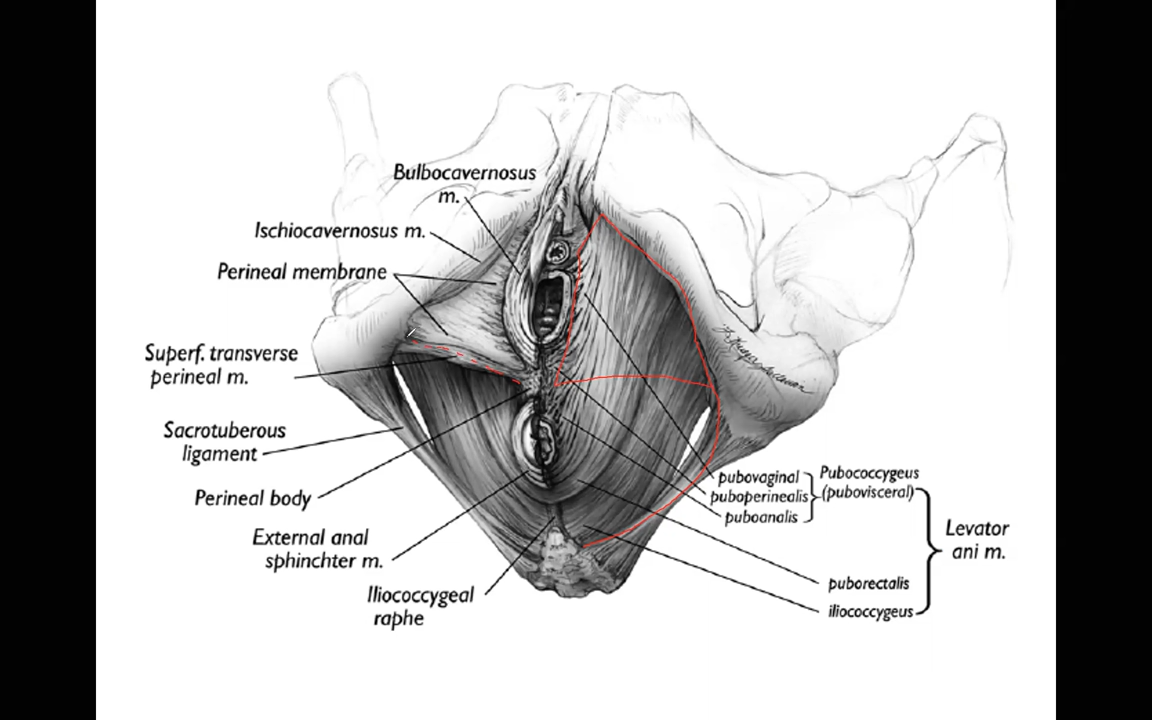 Bulbocavernosus
m.
Ischiocavernosus m.
Perineal membrane
Superf. transverse
perineal m.
Sacrotuberous
ligament
Perineal body
External anal
sphinchter m.
Iliococcygeal
raphe
pubovaginal
puboperinealis
puboanalis
Pubococcygeus
(pubovisceral)
Levator
ani m.
puborectalis
iliococcygeus